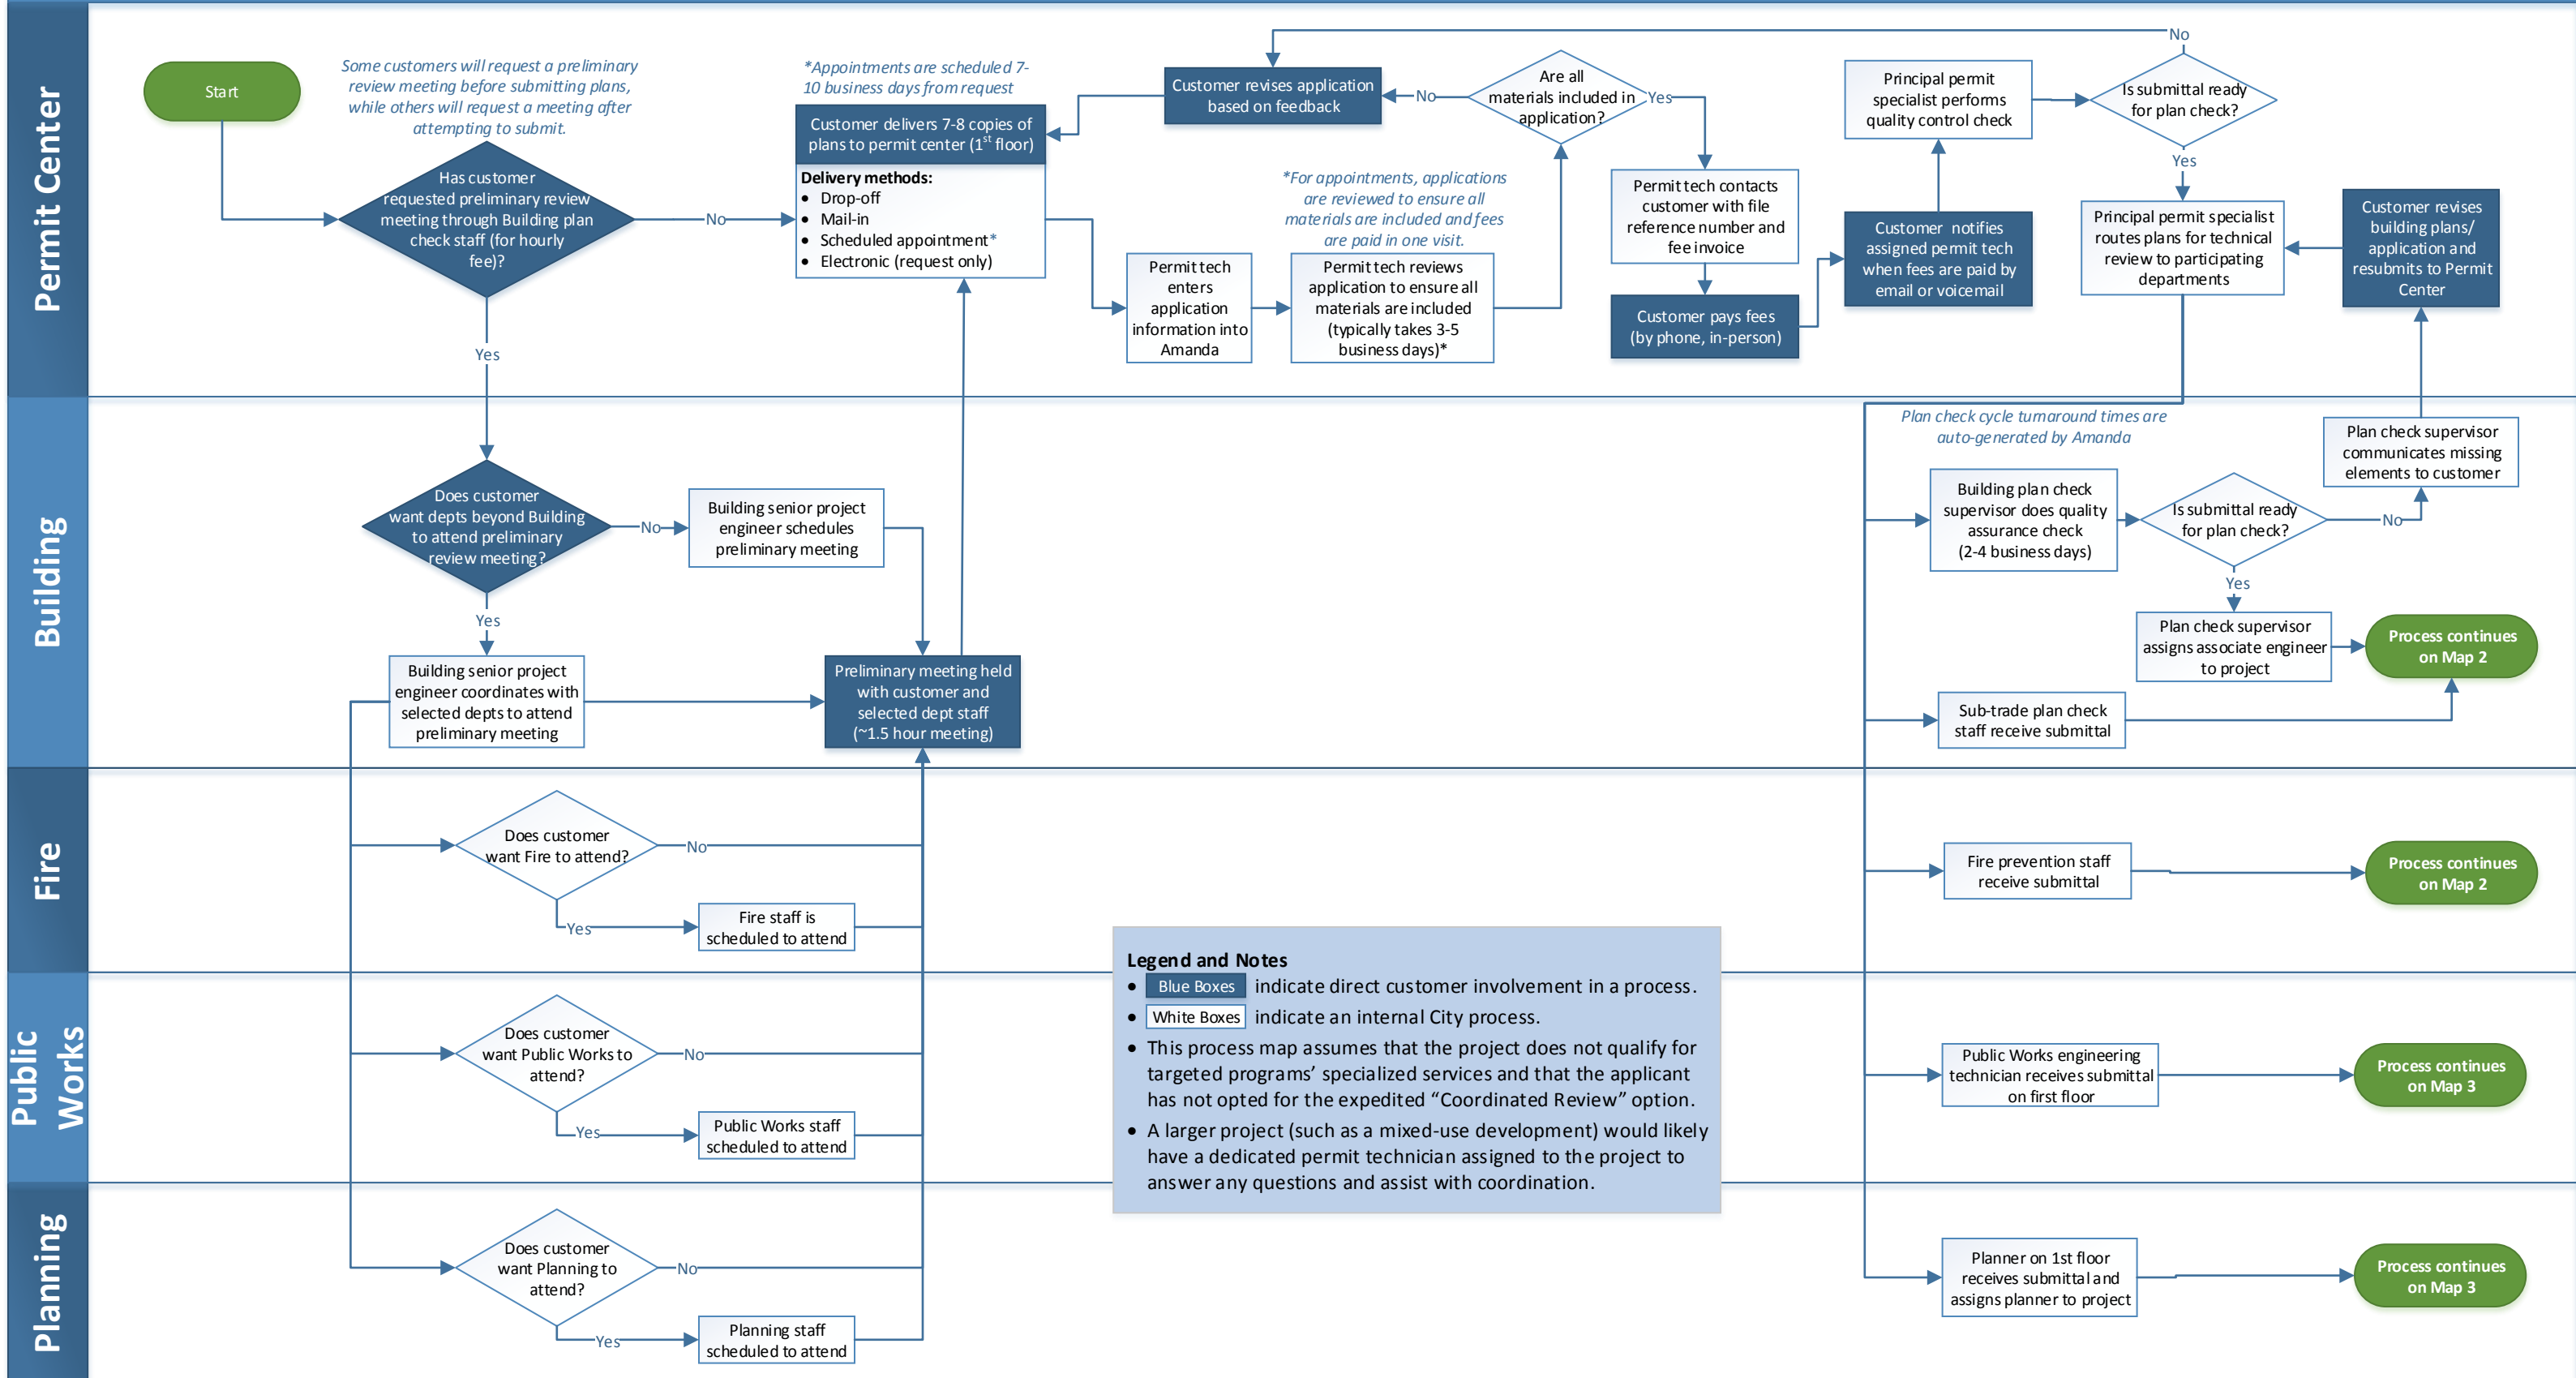 Permit Center
Start
Some customers will request a preliminary
review meeting before submitting plans,
while others will request a meeting after
attempting to submit.
Has customer
requested preliminary review
meeting through Building plan
check staff (for hourly
fee)?
No
Yes
*Appointments are scheduled 7-
10 business days from request
Customer delivers 7-8 copies of
plans to permit center (1st floor)
Delivery methods:
• Drop-off
• Mail-in
• Scheduled appointment*
• Electronic (request only)
Customer revises application
based on feedback
No
Are all
materials included in
application?
Yes
*For appointments, applications
are reviewed to ensure all
materials are included and fees
are paid in one visit.
Permit tech
enters
application
information into
Amanda
Permit tech reviews
application to ensure all
materials are included
(typically takes 3-5
business days)*
Permit tech contacts
customer with file
reference number and
fee invoice
Customer pays fees
(by phone, in-person)
Principal permit
specialist performs
quality control check
Customer notifies
assigned permit tech
when fees are paid by
email or voicemail
No
Is submittal ready
for plan check?
Yes
Principal permit specialist
routes plans for technical
review to participating
departments
Customer revises
building plans/
application and
resubmits to Permit
Center
Building
Does customer
want depts beyond Building
to attend preliminary
review meeting?
No
Yes
Building senior project
engineer schedules
preliminary meeting
Building senior project
engineer coordinates with
selected depts to attend
preliminary meeting
Preliminary meeting held
with customer and
selected dept staff
(~1.5 hour meeting)
Plan check cycle turnaround times are
auto-generated by Amanda
Building plan check
supervisor does quality
assurance check
(2-4 business days)
Is submittal ready
for plan check?
No
Yes
Plan check supervisor
communicates missing
elements to customer
Plan check supervisor
assigns associate engineer
to project
Process continues
on Map 2
Sub-trade plan check
staff receive submittal
Fire
Does customer
want Fire to attend?
No
Yes
Fire staff is
scheduled to attend
Fire prevention staff
receive submittal
Process continues
on Map 2
Public
Works
Does customer
want Public Works to
attend?
No
Yes
Public Works staff
scheduled to attend
Legend and Notes
• Blue Boxes indicate direct customer involvement in a process.
• White Boxes indicate an internal City process.
• This process map assumes that the project does not qualify for
targeted programs’ specialized services and that the applicant
has not opted for the expedited “Coordinated Review” option.
• A larger project (such as a mixed-use development) would likely
have a dedicated permit technician assigned to the project to
answer any questions and assist with coordination.
Public Works engineering
technician receives submittal
on first floor
Process continues
on Map 3
Planning
Does customer
want Planning to
attend?
No
Yes
Planning staff
scheduled to attend
Planner on 1st floor
receives submittal and
assigns planner to project
Process continues
on Map 3